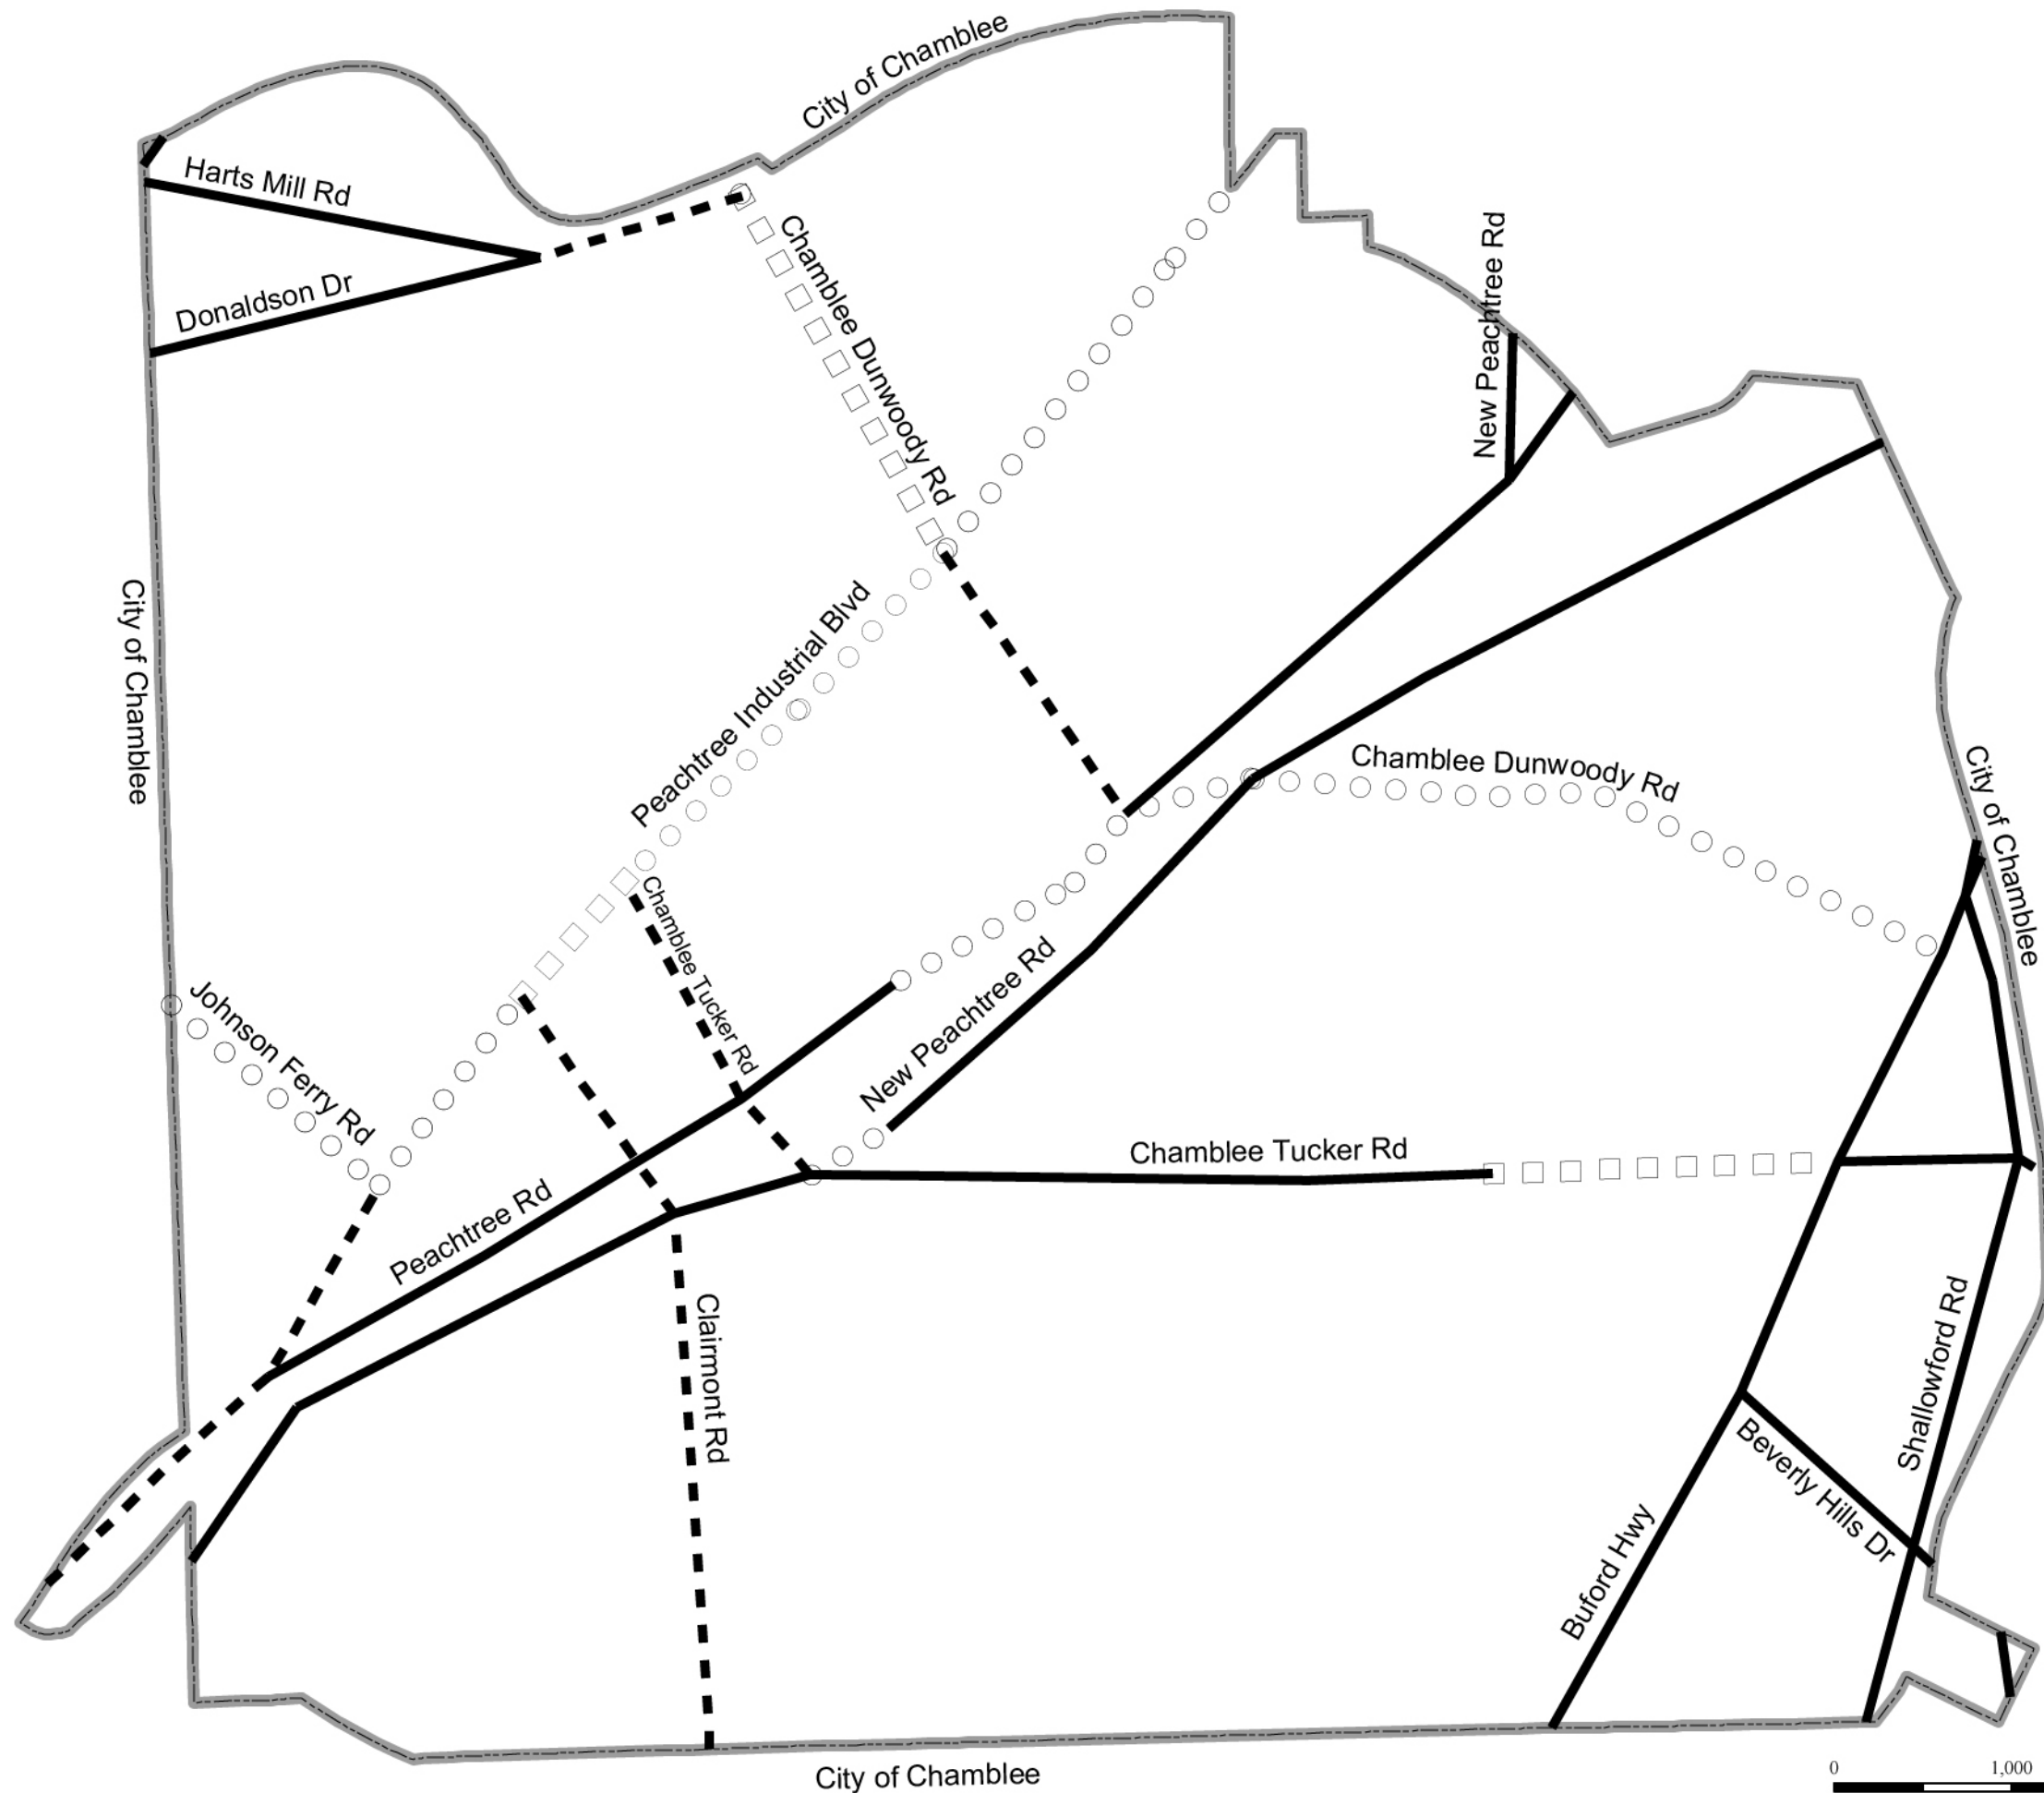 City of Chamblee
Harts Mill Rd
Donaldson Dr
Chamblee Dunwoody Rd
New Peachtree Rd
City of Chamblee
Peachtree Industrial Blvd
Chamblee Dunwoody Rd
City of Chamblee
Chamblee Tucker Rd
Johnson Ferry Rd
New Peachtree Rd
Chamblee Tucker Rd
Peachtree Rd
Clairmont Rd
Shallowford Rd
Beverly Hills Dr
Buford Hwy
City of Chamblee
0 1,000